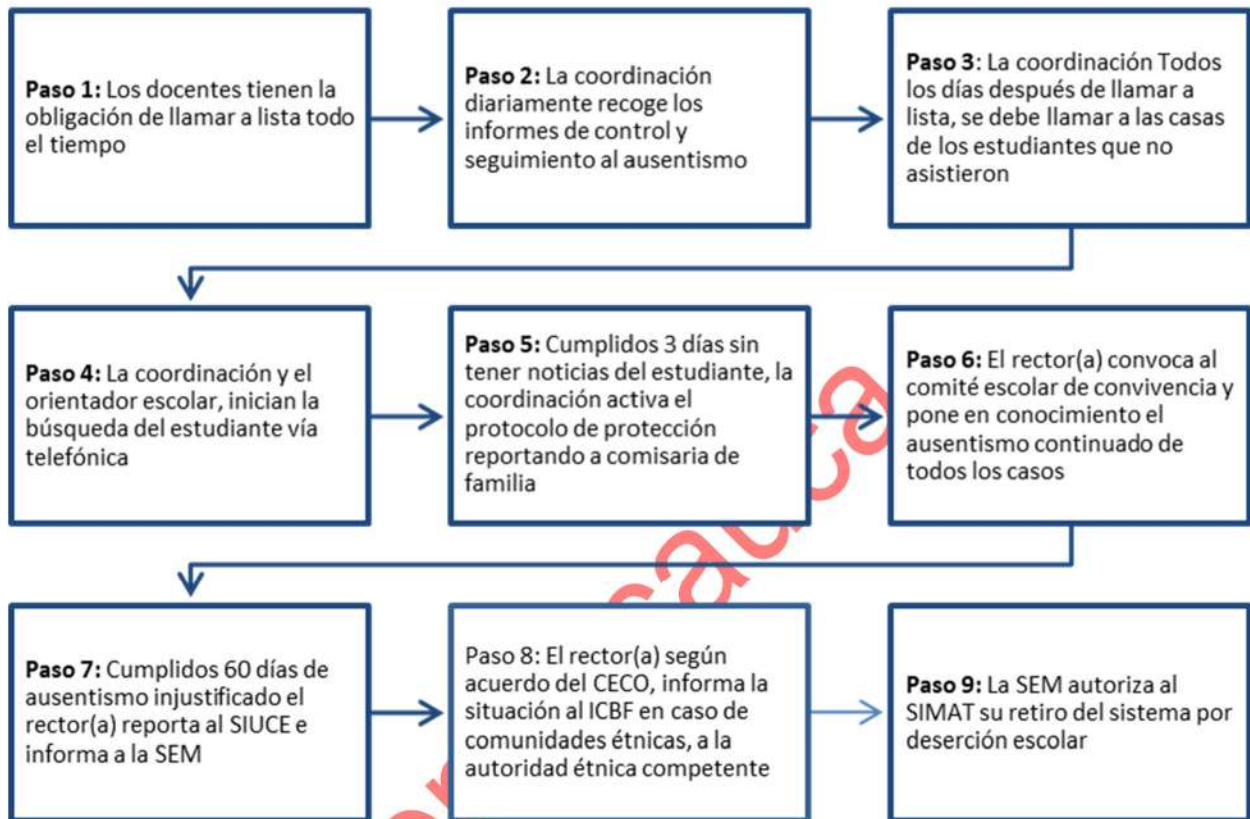 Paso 1: Los docentes tienen la
obligación de llamar a lista todo
el tiempo
Paso 2: La coordinación
diariamente recoge los
informes de control y
seguimiento al ausentismo
Paso 3: La coordinación Todos
los días después de llamar a
lista, se debe llamar a las casas
de los estudiantes que no
asistieron
Paso 4: La coordinación y el
orientador escolar, inician la
búsqueda del estudiante vía
telefónica
Paso 5: Cumplidos 3 días sin
tener noticias del estudiante, la
coordinación activa el
protocolo de protección
reportando a comisaria de
familia
Paso 6: El rector(a) convoca al
comité escolar de convivencia y
pone en conocimiento el
ausentismo continuado de
todos los casos
Paso 7: Cumplidos 60 días de
ausentismo injustificado el
rector(a) reporta al SIUCE e
informa a la SEM
Paso 8: El rector(a) según
acuerdo del CECO, informa la
situación al ICBF en caso de
comunidades étnicas, a la
autoridad étnica competente
Paso 9: La SEM autoriza al
SIMAT su retiro del sistema por
deserción escolar